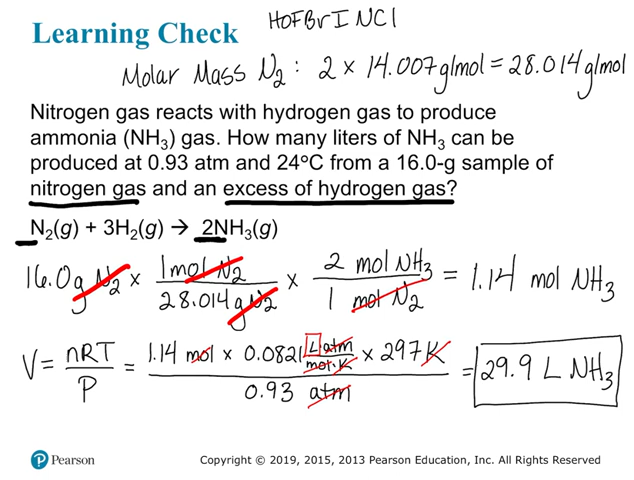 HOFBrINCl
Learning Check
Molar Mass N₂: 2 × 14.007 g/mol = 28.014 g/mol
Nitrogen gas reacts with hydrogen gas to produce
ammonia (NH₃) gas. How many liters of NH₃ can be
produced at 0.93 atm and 24°C from a 16.0-g sample of
nitrogen gas and an excess of hydrogen gas?
N₂(g) + 3H₂(g) → 2NH₃(g)
16.0 g N₂ × 1 mol N₂ / 28.014 g N₂ × 2 mol NH₃ / 1 mol N₂ = 1.14 mol NH₃
V = nRT / P = 1.14 mol × 0.0821 L atm / mol·K × 297 K / 0.93 atm = 29.9 L NH₃
Pearson
Copyright © 2019, 2015, 2013 Pearson Education, Inc. All Rights Reserved